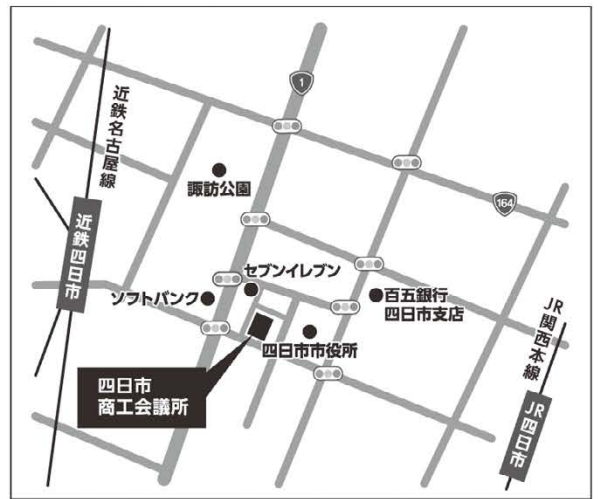 1
近鉄名古屋線
諏訪公園
164
近鉄四日市
セブンイレブン
ソフトバンク
百五銀行
四日市支店
JR関西本線
四日市市役所
四日市
商工会議所
JR四日市